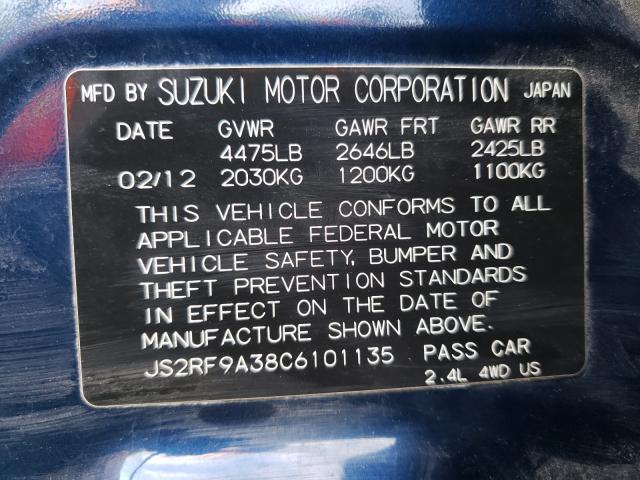 MFD BY SUZUKI MOTOR CORPORATION JAPAN
DATE GVWR GAWR FRT GAWR RR
4475LB 2646LB 2425LB
02/12 2030KG 1200KG 1100KG
THIS VEHICLE CONFORMS TO ALL
APPLICABLE FEDERAL MOTOR
VEHICLE SAFETY, BUMPER AND
THEFT PREVENTION STANDARDS
IN EFFECT ON THE DATE OF
MANUFACTURE SHOWN ABOVE.
JS2RF9A38C6101135 PASS CAR
2.4L 4WD US